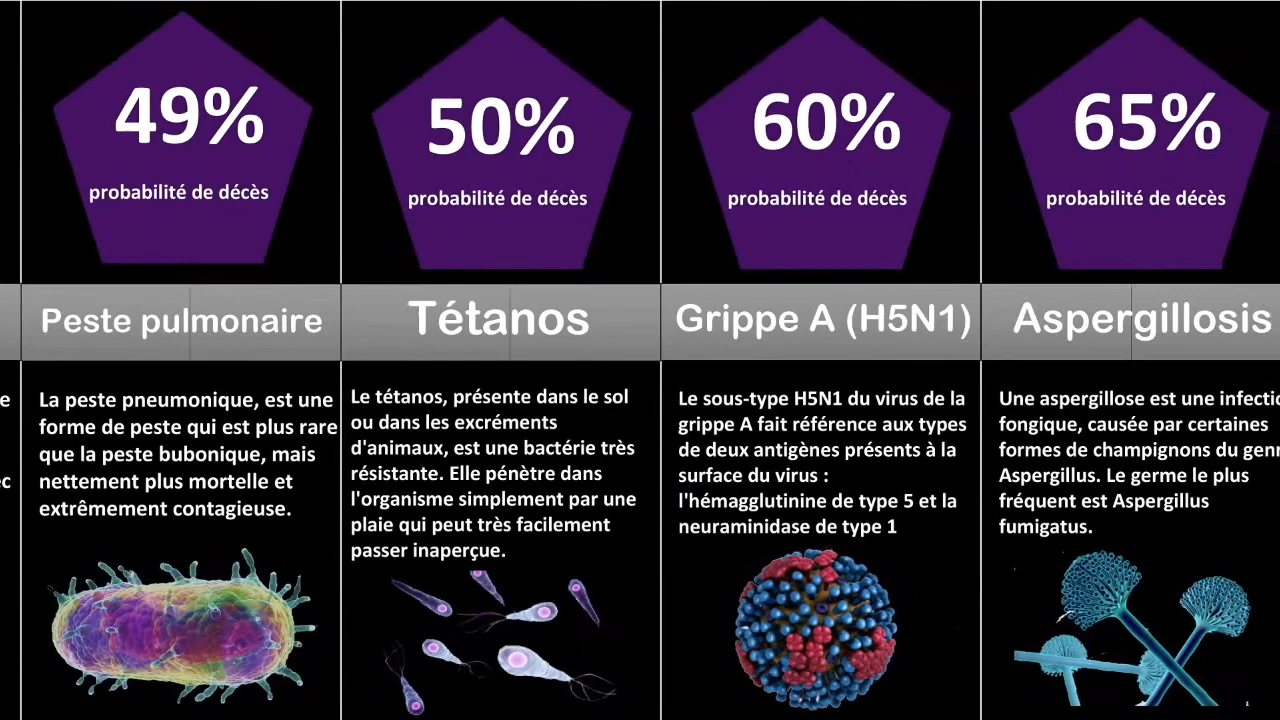 49%
probabilité de décès
Peste pulmonaire
La peste pneumonique, est une
forme de peste qui est plus rare
que la peste bubonique, mais
nettement plus mortelle et
extrêmement contagieuse.
50%
probabilité de décès
Tétanos
Le tétanos, présente dans le sol
ou dans les excréments
d'animaux, est une bactérie très
résistante. Elle pénètre dans
l'organisme simplement par une
plaie qui peut très facilement
passer inaperçue.
60%
probabilité de décès
Grippe A (H5N1)
Le sous-type H5N1 du virus de la
grippe A fait référence aux types
de deux antigènes présents à la
surface du virus :
l'hémagglutinine de type 5 et la
neuraminidase de type 1
65%
probabilité de décès
Aspergillosis
Une aspergillose est une
fongique, causée par certaines
formes de champignons du
Aspergillus. Le germe le plus
fréquent est Aspergillus
fumigatus.